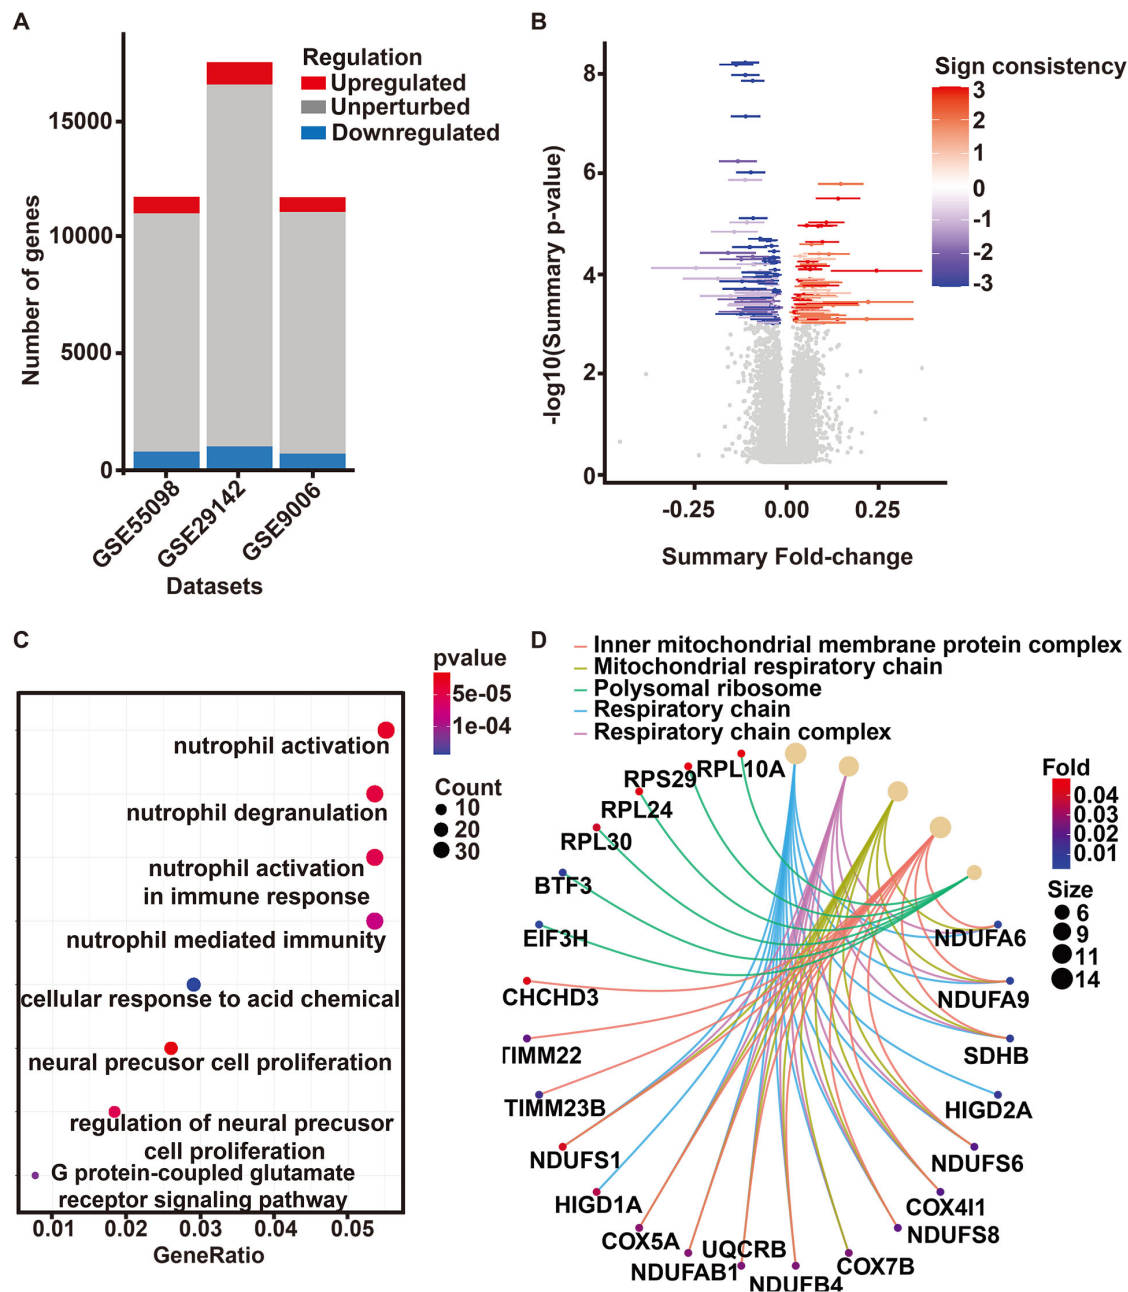 A
Regulation
Upregulated
Unperturbed
Downregulated
15000
10000
5000
0
Number of genes
GSE55098
GSE29142
GSE9006
Datasets
B
8
6
4
2
0
-log10(Summary p-value)
-0.25
0.00
0.25
Summary Fold-change
Sign consistency
3
2
1
0
-1
-2
-3
C
nutrophil activation
nutrophil degranulation
nutrophil activation
in immune response
nutrophil mediated immunity
cellular response to acid chemical
neural precusor cell proliferation
regulation of neural precusor
cell proliferation
G protein-coupled glutamate
receptor signaling pathway
0.01
0.02
0.03
0.04
0.05
GeneRatio
pvalue
5e-05
1e-04
Count
10
20
30
D
Inner mitochondrial membrane protein complex
Mitochondrial respiratory chain
Polysomal ribosome
Respiratory chain
Respiratory chain complex
RPL10A
RPS29
RPL24
RPL30
BTF3
EIF3H
CHCHD3
TIMM22
TIMM23B
NDUFS1
HIGD1A
COX5A
NDUFAB1
UQCRB
NDUFB4
COX7B
NDUFS8
COX4I1
NDUFS6
HIGD2A
SDHB
NDUFA9
NDUFA6
Fold
0.04
0.03
0.02
0.01
Size
6
9
11
14